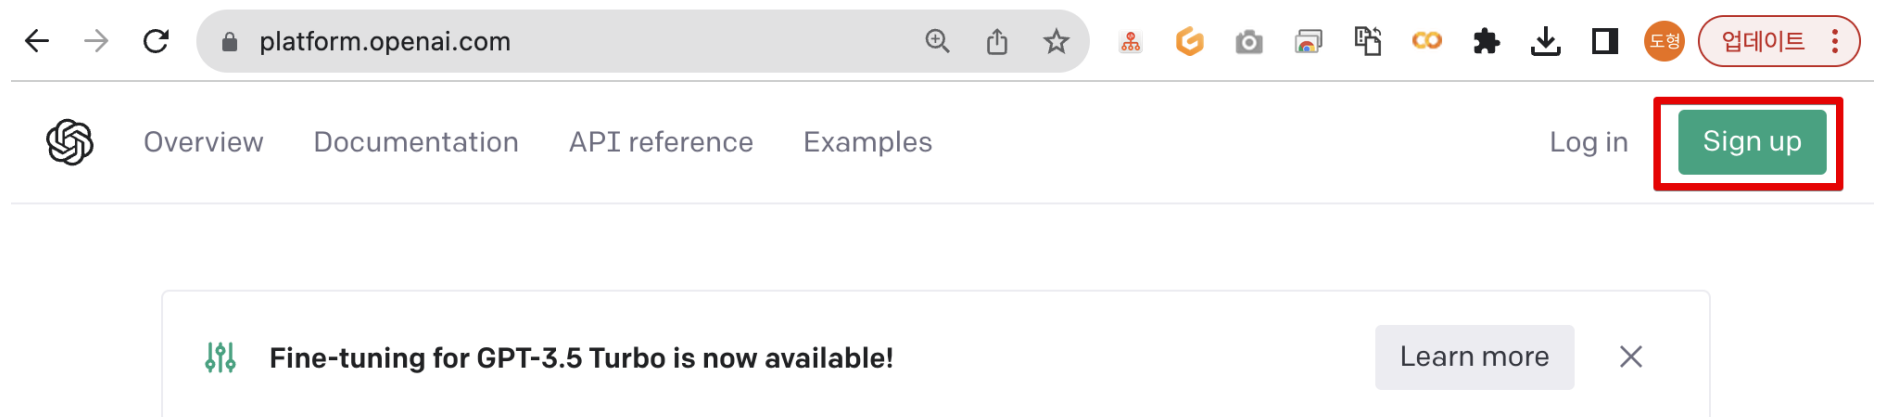 platform.openai.com
도형
업데이트
Overview
Documentation
API reference
Examples
Log in
Sign up
Fine-tuning for GPT-3.5 Turbo is now available!
Learn more